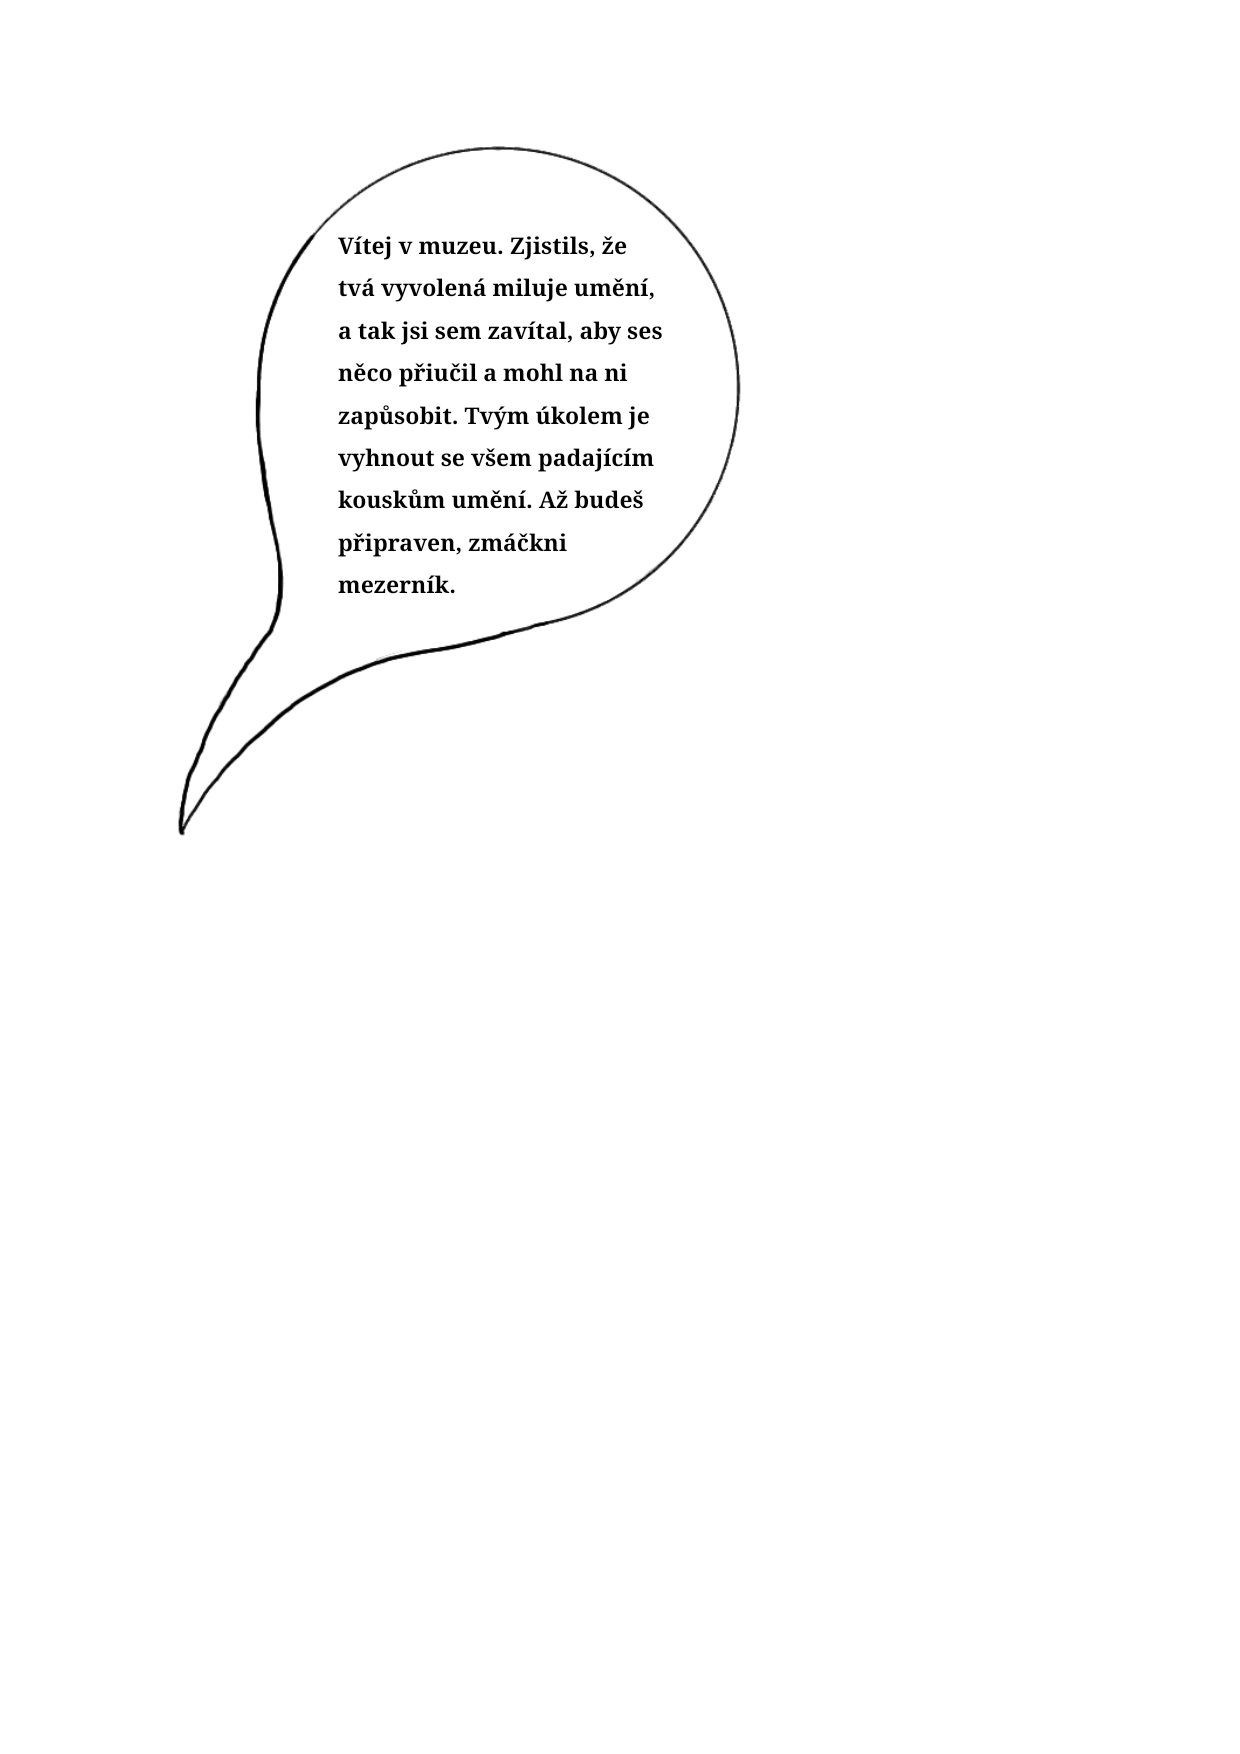 Vítej v muzeu. Zjistils, že
tvá vyvolená miluje umění,
a tak jsi sem zavítal, aby ses
něco přiučil a mohl na ni
zapůsobit. Tvým úkolem je
vyhnout se všem padajícím
kouskům umění. Až budeš
připraven, zmáčkni
mezerník.